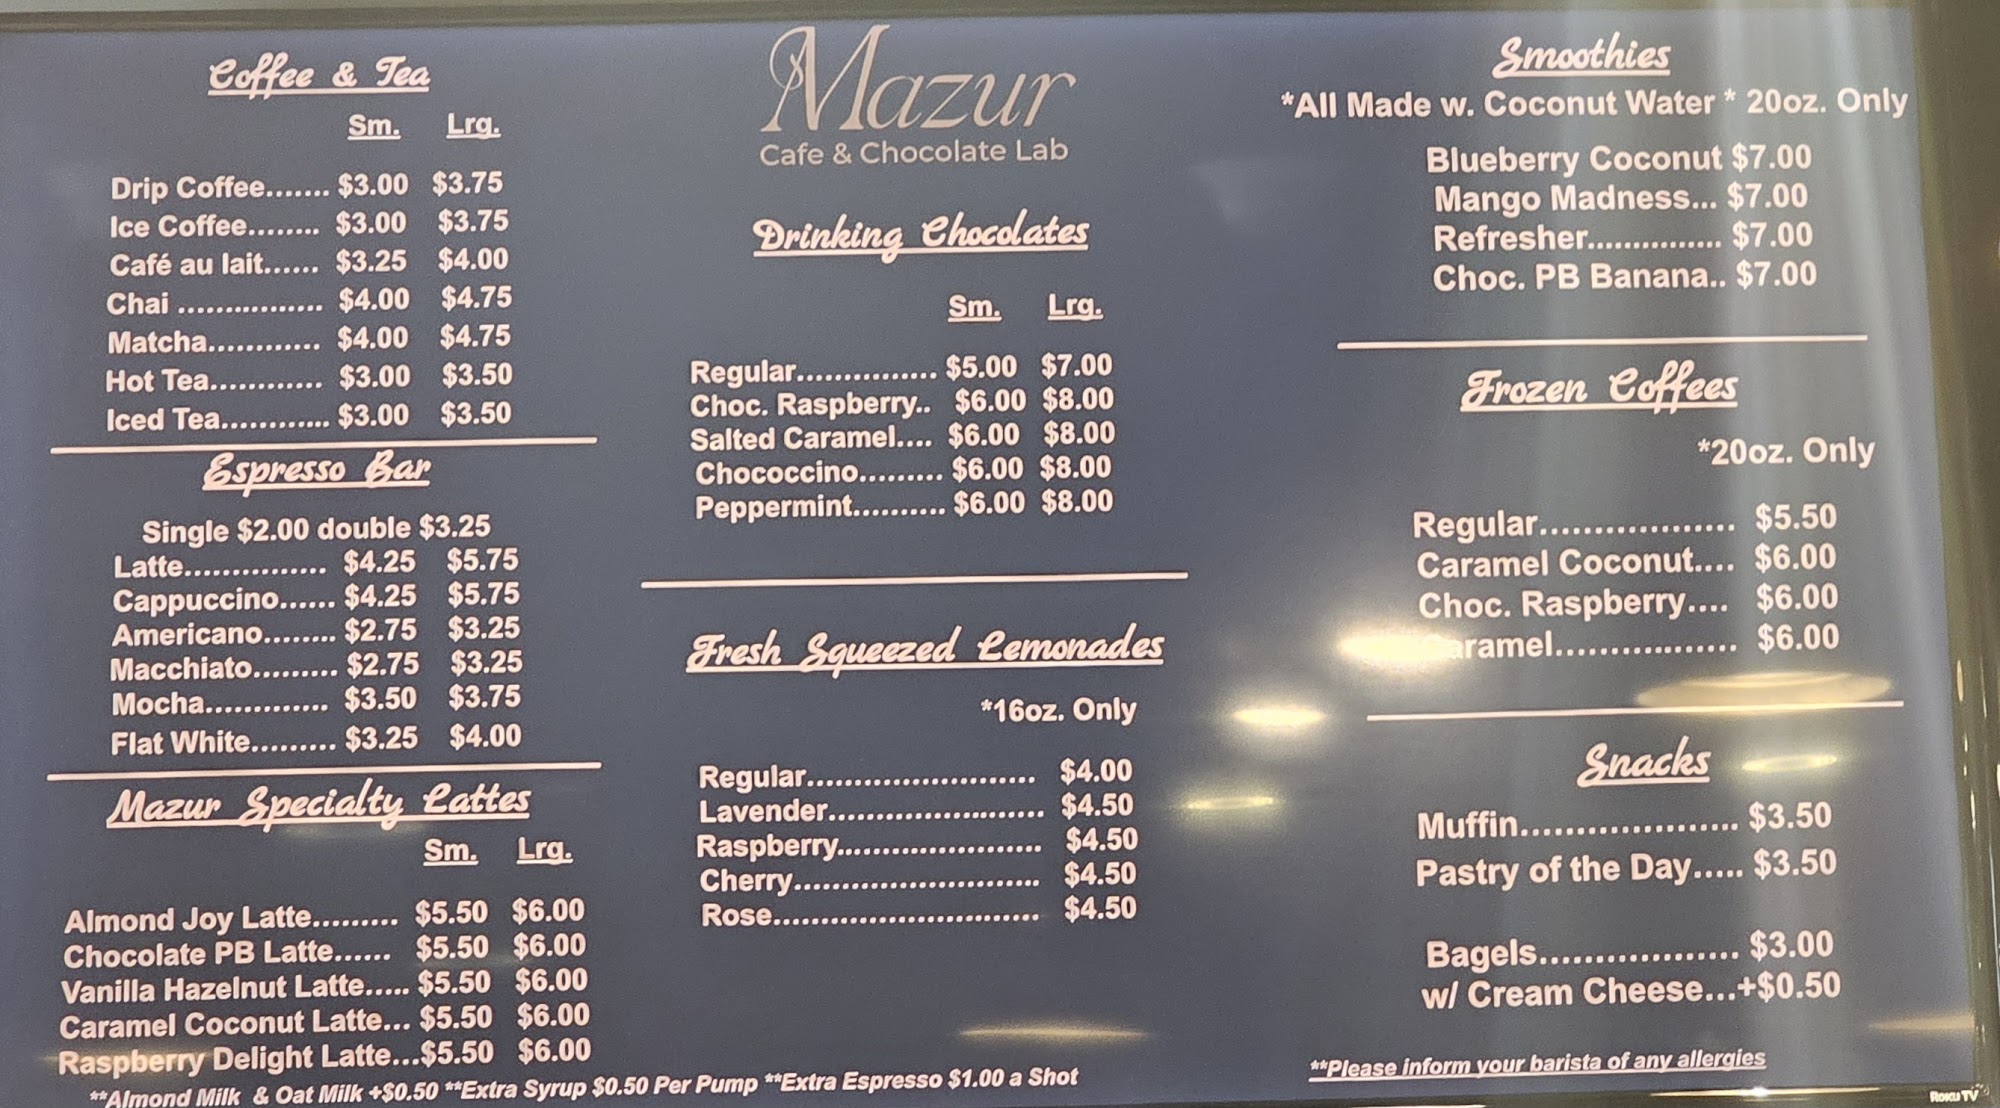 Coffee & Tea
Sm. Lrg.
Drip Coffee....... $3.00 $3.75
Ice Coffee........ $3.00 $3.75
Café au lait...... $3.25 $4.00
Chai ................ $4.00 $4.75
Matcha............ $4.00 $4.75
Hot Tea............ $3.00 $3.50
Iced Tea............ $3.00 $3.50
Espresso Bar
Single $2.00 double $3.25
Latte............... $4.25 $5.75
Cappuccino...... $4.25 $5.75
Americano........ $2.75 $3.25
Macchiato......... $2.75 $3.25
Mocha............. $3.50 $3.75
Flat White......... $3.25 $4.00
Mazur Specialty Lattes
Sm. Lrg.
Almond Joy Latte......... $5.50 $6.00
Chocolate PB Latte...... $5.50 $6.00
Vanilla Hazelnut Latte..... $5.50 $6.00
Caramel Coconut Latte... $5.50 $6.00
Raspberry Delight Latte...$5.50 $6.00
**Almond Milk & Oat Milk +$0.50 **Extra Syrup $0.50 Per Pump **Extra Espresso $1.00 a Shot
Mazur
Cafe & Chocolate Lab
Drinking Chocolates
Sm. Lrg.
Regular............... $5.00 $7.00
Choc. Raspberry.. $6.00 $8.00
Salted Caramel.... $6.00 $8.00
Chococcino......... $6.00 $8.00
Peppermint.......... $6.00 $8.00
Fresh Squeezed Lemonades
*16oz. Only
Regular......................... $4.00
Lavender....................... $4.50
Raspberry...................... $4.50
Cherry........................... $4.50
Rose............................. $4.50
Smoothies
*All Made w. Coconut Water * 20oz. Only
Blueberry Coconut $7.00
Mango Madness... $7.00
Refresher................ $7.00
Choc. PB Banana.. $7.00
Frozen Coffees
*20oz. Only
Regular................... $5.50
Caramel Coconut.... $6.00
Choc. Raspberry.... $6.00
Caramel................. $6.00
Snacks
Muffin..................... $3.50
Pastry of the Day..... $3.50
Bagels................... $3.00
w/ Cream Cheese...+$0.50
**Please inform your barista of any allergies
Roku TV